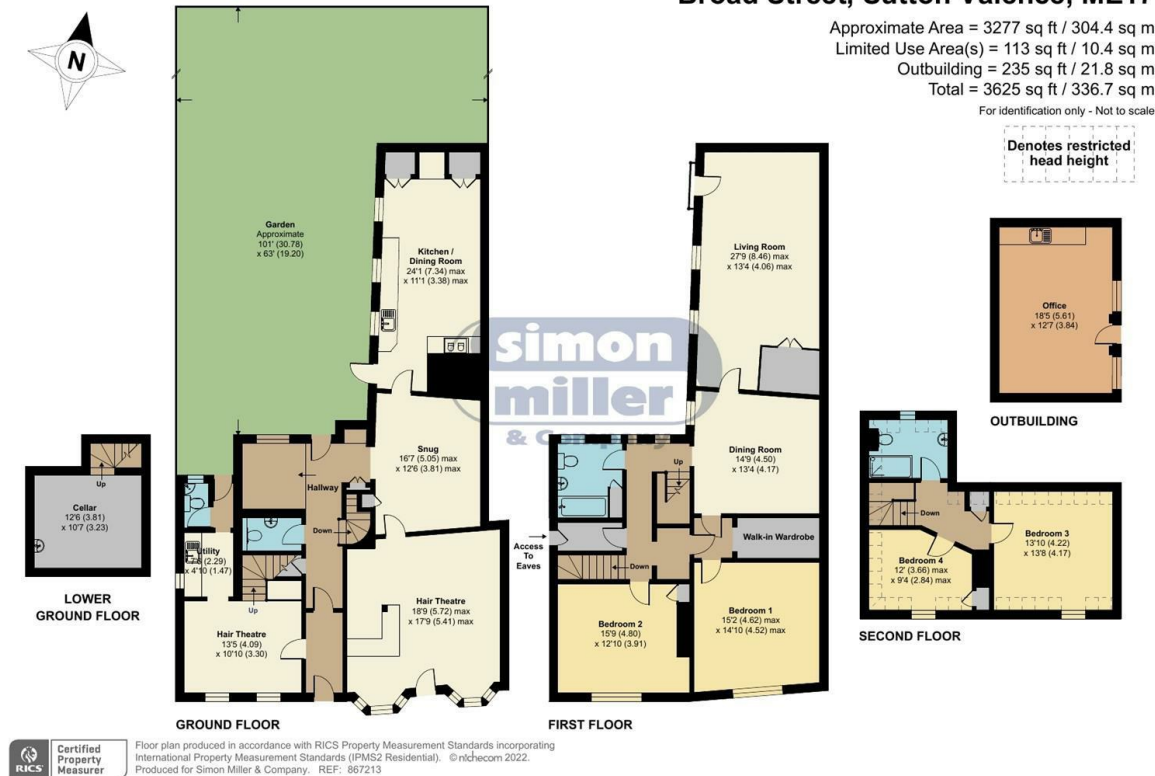 Broad Street, Sutton Valence, ME17
Approximate Area = 3277 sq ft / 304.4 sq m
Limited Use Area(s) = 113 sq ft / 10.4 sq m
Outbuilding = 235 sq ft / 21.8 sq m
Total = 3625 sq ft / 336.7 sq m
For identification only - Not to scale
Denotes restricted
head height
N
Garden
Approximate
101' (30.78)
x 63' (19.20)
Kitchen /
Dining Room
24'1 (7.34) max
x 11'1 (3.38) max
Snug
16'7 (5.05) max
x 12'6 (3.81) max
Hallway
Down
Utility
x 4'10 (1.47)
Up
Hair Theatre
13'5 (4.09)
x 10'10 (3.30)
Hair Theatre
18'9 (5.72) max
x 17'9 (5.41) max
GROUND FLOOR
Up
Cellar
12'6 (3.81)
x 10'7 (3.23)
LOWER
GROUND FLOOR
simon
miller
& Company
Living Room
27'9 (8.46) max
x 13'4 (4.06) max
Dining Room
14'9 (4.50)
x 13'4 (4.17)
Up
Walk-in Wardrobe
Access
To
Eaves
Down
Bedroom 2
15'9 (4.80)
x 12'10 (3.91)
Bedroom 1
15'2 (4.62) max
x 14'10 (4.52) max
FIRST FLOOR
Office
18'5 (5.61)
x 12'7 (3.84)
OUTBUILDING
Down
Bedroom 3
13'10 (4.22)
x 13'8 (4.17)
Bedroom 4
12' (3.66) max
x 9'4 (2.84) max
SECOND FLOOR
RICS
Certified
Property
Measurer
Floor plan produced in accordance with RICS Property Measurement Standards incorporating
International Property Measurement Standards (IPMS2 Residential). © nichecom 2022.
Produced for Simon Miller & Company. REF: 867213